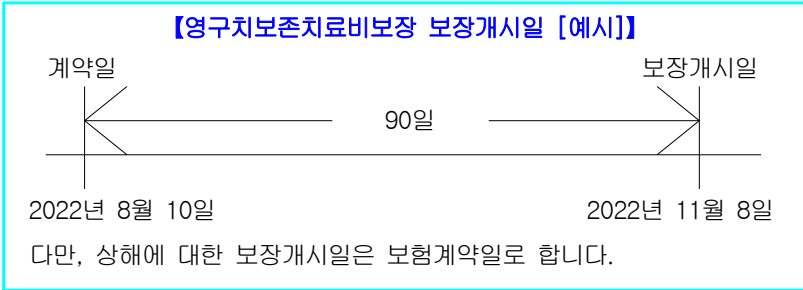 【영구치보존치료비보장 보장개시일 [예시]】
계약일 보장개시일
90일
2022년 8월 10일 2022년 11월 8일
다만, 상해에 대한 보장개시일은 보험계약일로 합니다.